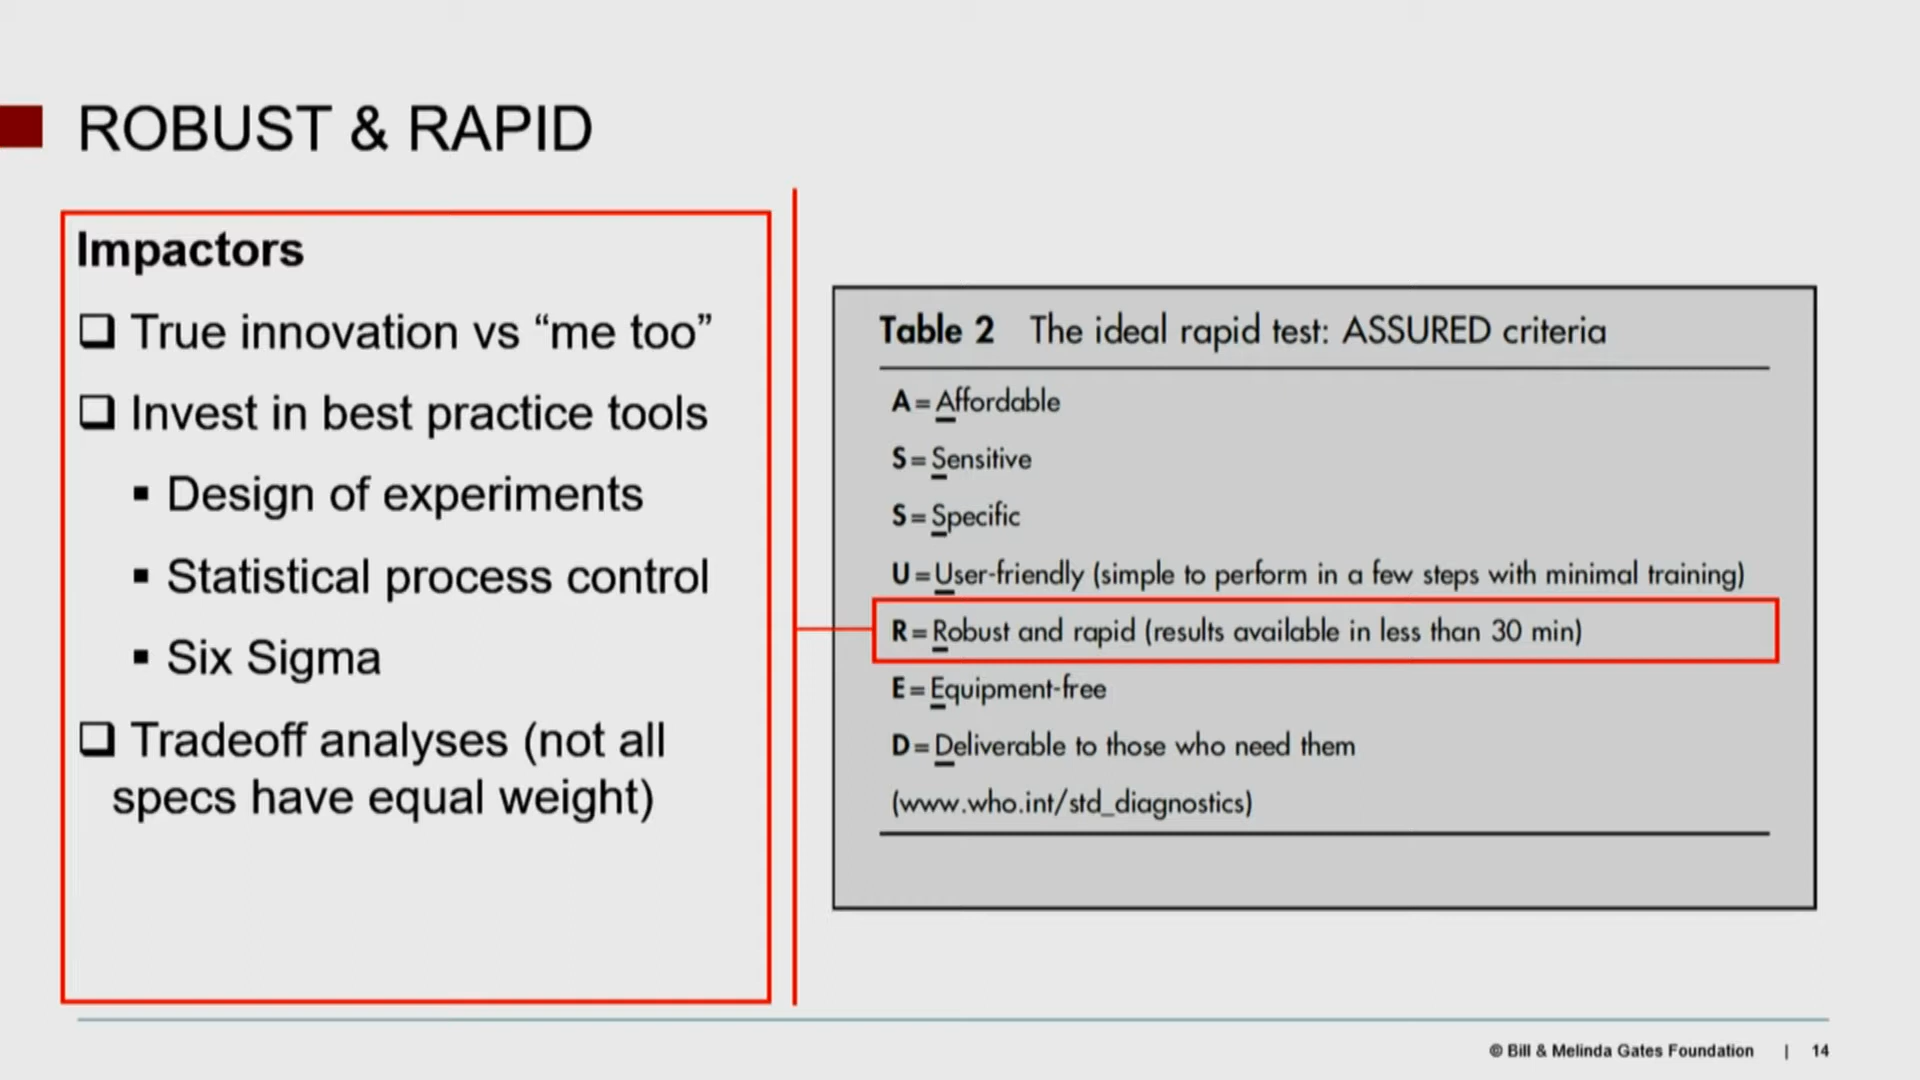 ROBUST & RAPID
Impactors
❑ True innovation vs “me too”
❑ Invest in best practice tools
▪ Design of experiments
▪ Statistical process control
▪ Six Sigma
❑ Tradeoff analyses (not all
specs have equal weight)
Table 2 The ideal rapid test: ASSURED criteria
A = Affordable
S = Sensitive
S = Specific
U = User-friendly (simple to perform in a few steps with minimal training)
R = Robust and rapid (results available in less than 30 min)
E = Equipment-free
D = Deliverable to those who need them
(www.who.int/std_diagnostics)
© Bill & Melinda Gates Foundation | 14